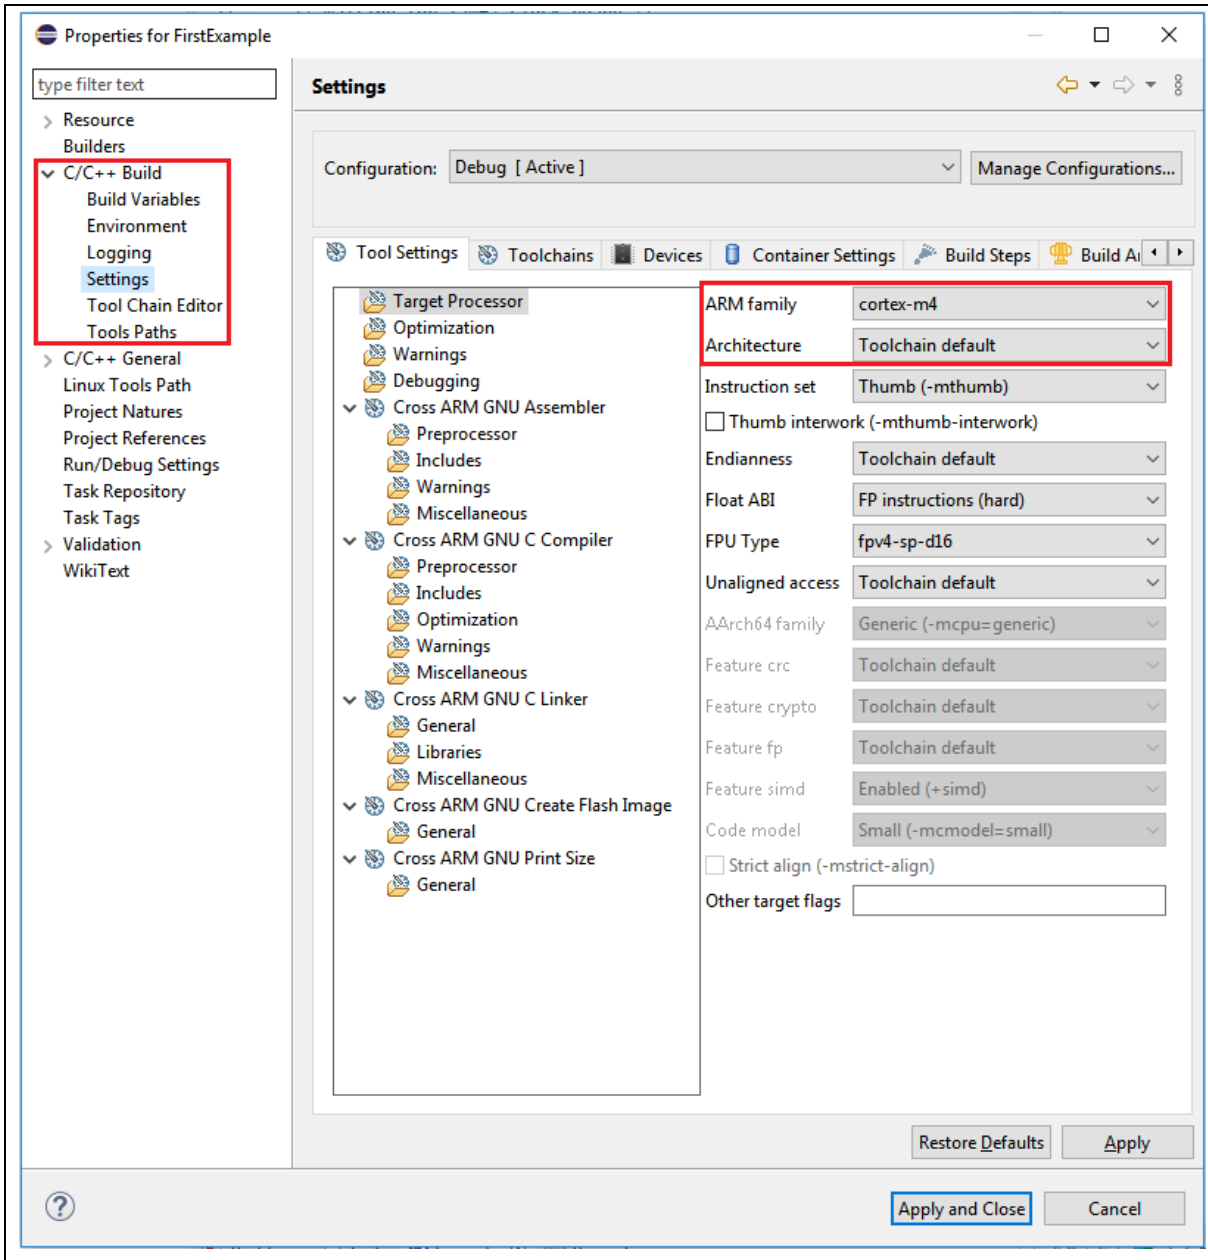 Properties for FirstExample
type filter text
Resource
Builders
C/C++ Build
Build Variables
Environment
Logging
Settings
Tool Chain Editor
Tools Paths
C/C++ General
Linux Tools Path
Project Natures
Project References
Run/Debug Settings
Task Repository
Task Tags
Validation
WikiText
Settings
Configuration: Debug [ Active ] Manage Configurations...
Tool Settings Toolchains Devices Container Settings Build Steps Build A
Target Processor
Optimization
Warnings
Debugging
Cross ARM GNU Assembler
Preprocessor
Includes
Warnings
Miscellaneous
Cross ARM GNU C Compiler
Preprocessor
Includes
Optimization
Warnings
Miscellaneous
Cross ARM GNU C Linker
General
Libraries
Miscellaneous
Cross ARM GNU Create Flash Image
General
Cross ARM GNU Print Size
General
ARM family cortex-m4
Architecture Toolchain default
Instruction set Thumb (-mthumb)
Thumb interwork (-mthumb-interwork)
Endianness Toolchain default
Float ABI FP instructions (hard)
FPU Type fpv4-sp-d16
Unaligned access Toolchain default
AArch64 family Generic (-mcpu=generic)
Feature crc Toolchain default
Feature crypto Toolchain default
Feature fp Toolchain default
Feature simd Enabled (+simd)
Code model Small (-mcmodel=small)
Strict align (-mstrict-align)
Other target flags
Restore Defaults Apply
? Apply and Close Cancel